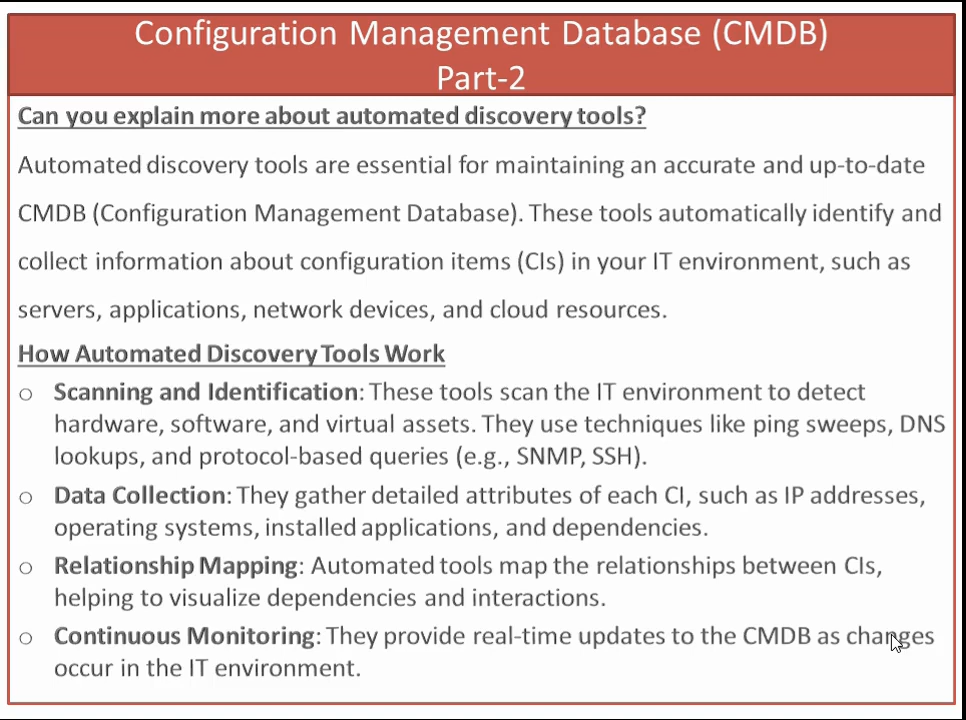 Configuration Management Database (CMDB)
Part-2
Can you explain more about automated discovery tools?
Automated discovery tools are essential for maintaining an accurate and up-to-date
CMDB (Configuration Management Database). These tools automatically identify and
collect information about configuration items (CIs) in your IT environment, such as
servers, applications, network devices, and cloud resources.
How Automated Discovery Tools Work
o Scanning and Identification: These tools scan the IT environment to detect
hardware, software, and virtual assets. They use techniques like ping sweeps, DNS
lookups, and protocol-based queries (e.g., SNMP, SSH).
o Data Collection: They gather detailed attributes of each CI, such as IP addresses,
operating systems, installed applications, and dependencies.
o Relationship Mapping: Automated tools map the relationships between CIs,
helping to visualize dependencies and interactions.
o Continuous Monitoring: They provide real-time updates to the CMDB as changes
occur in the IT environment.